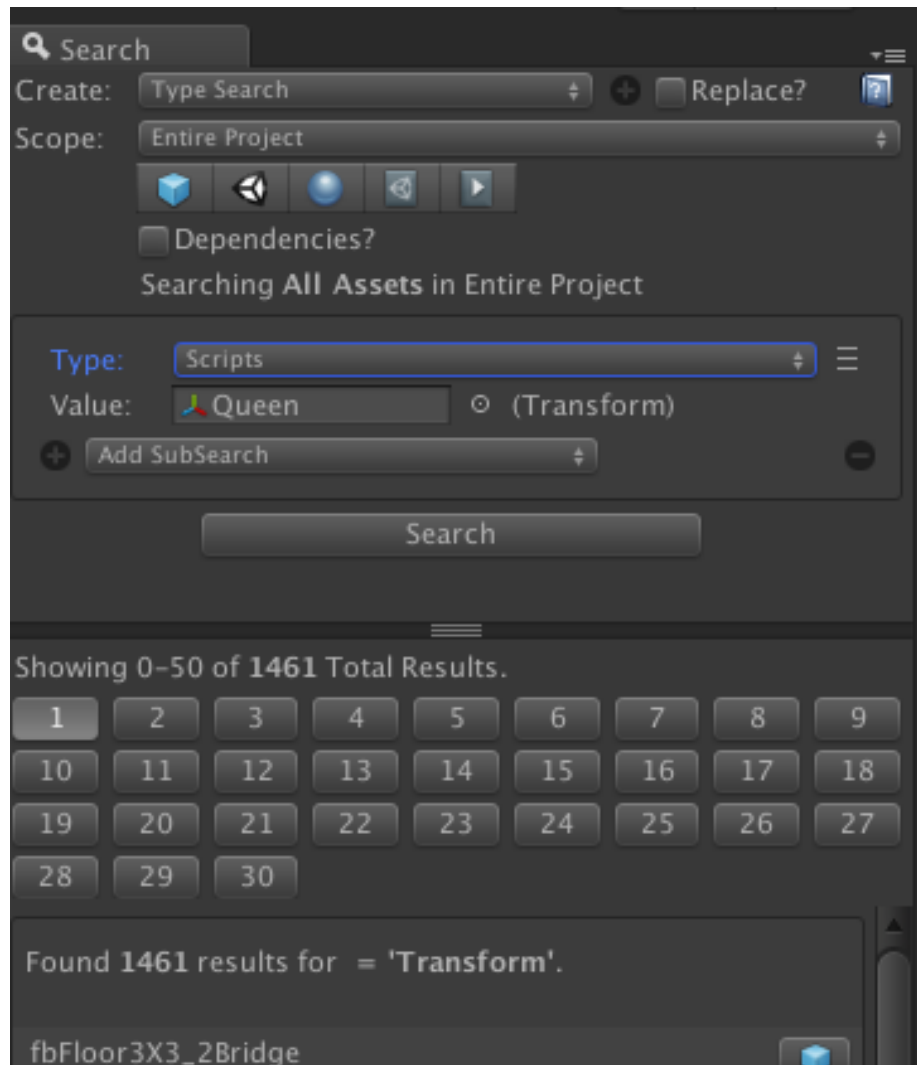 Search
Create: Type Search Replace?
Scope: Entire Project
Dependencies?
Searching All Assets in Entire Project
Type: Scripts
Value: Queen (Transform)
Add SubSearch
Search
Showing 0-50 of 1461 Total Results.
1 2 3 4 5 6 7 8 9
10 11 12 13 14 15 16 17 18
19 20 21 22 23 24 25 26 27
28 29 30
Found 1461 results for = 'Transform'.
fbFloor3X3_2Bridge